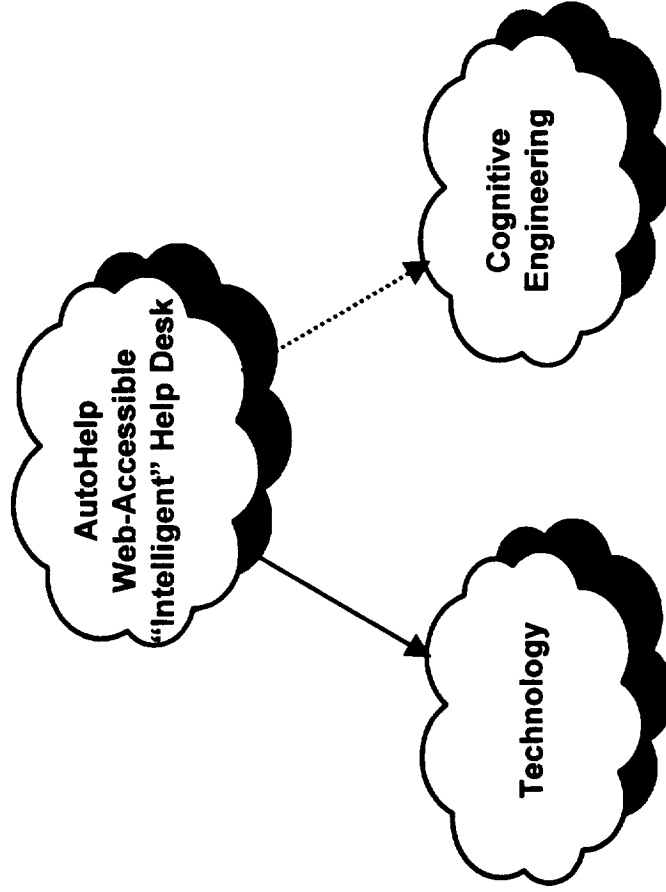 AutoHelp
Web-Accessible
“Intelligent” Help Desk
Technology
Cognitive
Engineering